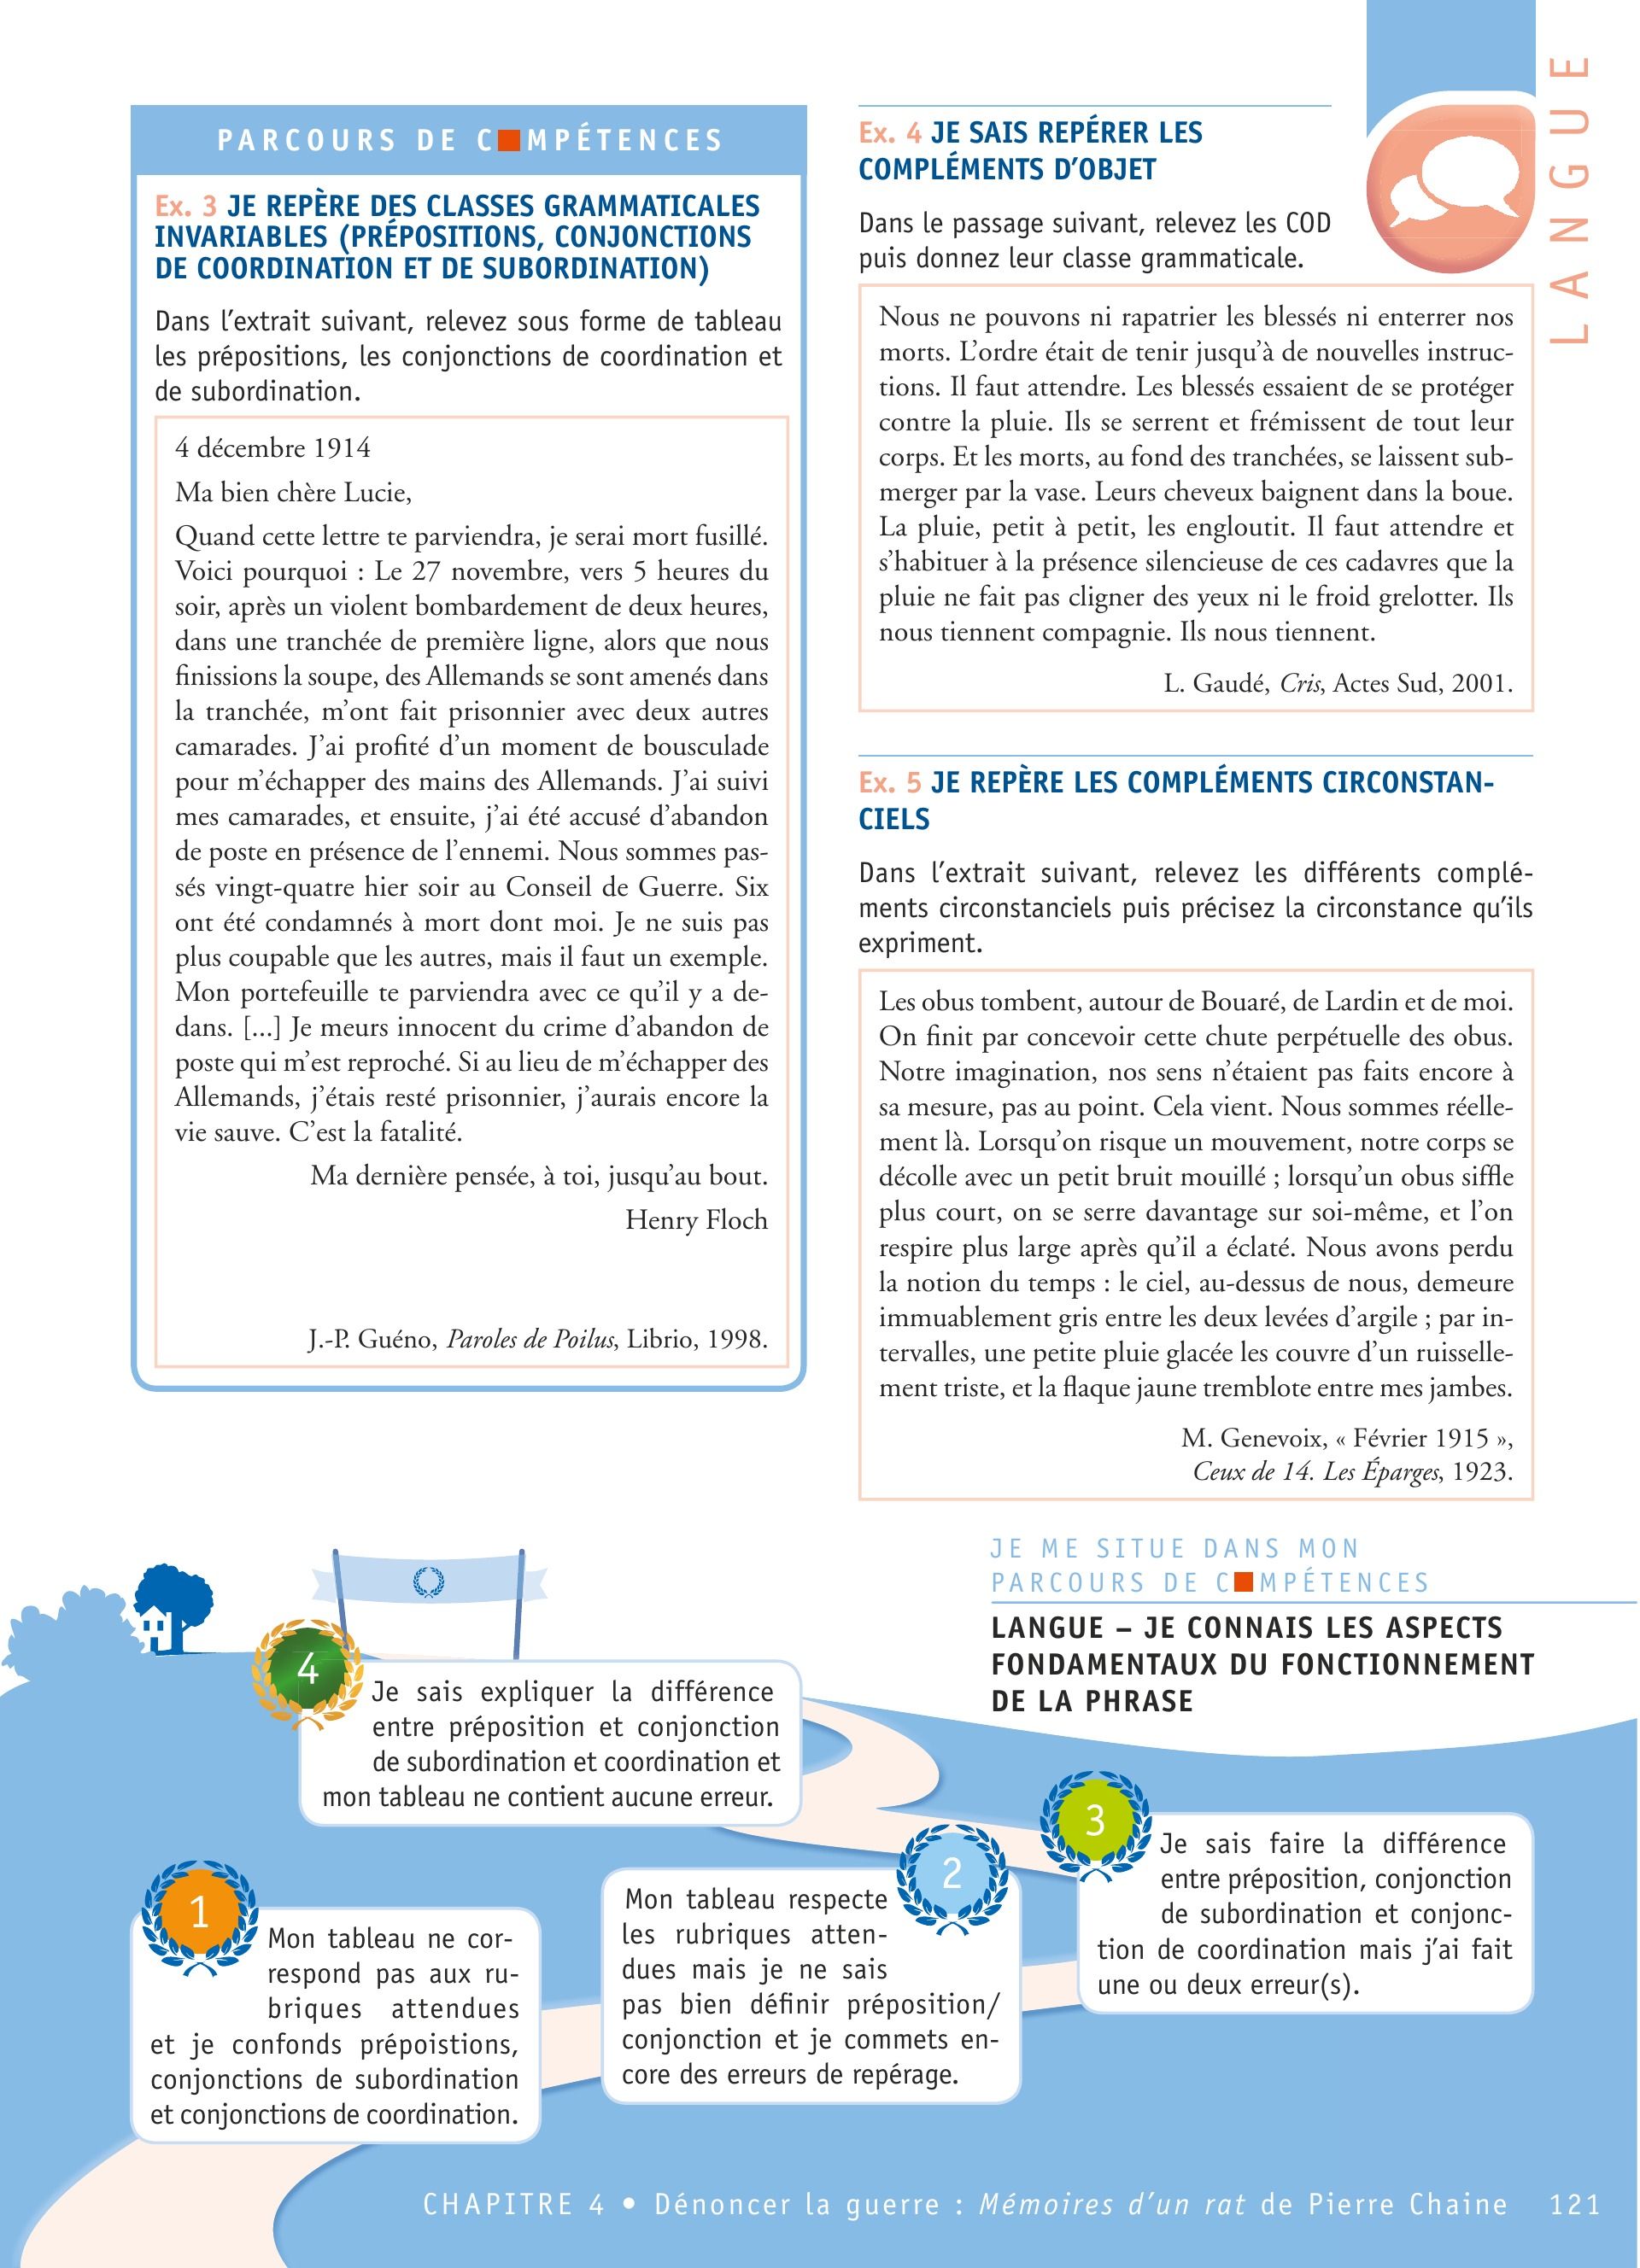 LANGUE
PARCOURS DE C■MPÉTENCES
Ex. 3 JE REPÈRE DES CLASSES GRAMMATICALES
INVARIABLES (PRÉPOSITIONS, CONJONCTIONS
DE COORDINATION ET DE SUBORDINATION)
Dans l’extrait suivant, relevez sous forme de tableau
les prépositions, les conjonctions de coordination et
de subordination.
4 décembre 1914
Ma bien chère Lucie,
Quand cette lettre te parviendra, je serai mort fusillé.
Voici pourquoi : Le 27 novembre, vers 5 heures du
soir, après un violent bombardement de deux heures,
dans une tranchée de première ligne, alors que nous
finissions la soupe, des Allemands se sont amenés dans
la tranchée, m’ont fait prisonnier avec deux autres
camarades. J’ai profité d’un moment de bousculade
pour m’échapper des mains des Allemands. J’ai suivi
mes camarades, et ensuite, j’ai été accusé d’abandon
de poste en présence de l’ennemi. Nous sommes pas-
sés vingt-quatre hier soir au Conseil de Guerre. Six
ont été condamnés à mort dont moi. Je ne suis pas
plus coupable que les autres, mais il faut un exemple.
Mon portefeuille te parviendra avec ce qu’il y a de-
dans. [...] Je meurs innocent du crime d’abandon de
poste qui m’est reproché. Si au lieu de m’échapper des
Allemands, j’étais resté prisonnier, j’aurais encore la
vie sauve. C’est la fatalité.
Ma dernière pensée, à toi, jusqu’au bout.
Henry Floch
J.-P. Guéno, Paroles de Poilus, Librio, 1998.
Ex. 4 JE SAIS REPÉRER LES
COMPLÉMENTS D’OBJET
Dans le passage suivant, relevez les COD
puis donnez leur classe grammaticale.
Nous ne pouvons ni rapatrier les blessés ni enterrer nos
morts. L’ordre était de tenir jusqu’à de nouvelles instruc-
tions. Il faut attendre. Les blessés essaient de se protéger
contre la pluie. Ils se serrent et frémissent de tout leur
corps. Et les morts, au fond des tranchées, se laissent sub-
merger par la vase. Leurs cheveux baignent dans la boue.
La pluie, petit à petit, les engloutit. Il faut attendre et
s’habituer à la présence silencieuse de ces cadavres que la
pluie ne fait pas cligner des yeux ni le froid grelotter. Ils
nous tiennent compagnie. Ils nous tiennent.
L. Gaudé, Cris, Actes Sud, 2001.
Ex. 5 JE REPÈRE LES COMPLÉMENTS CIRCONSTAN-
CIELS
Dans l’extrait suivant, relevez les différents complé-
ments circonstanciels puis précisez la circonstance qu’ils
expriment.
Les obus tombent, autour de Bouaré, de Lardin et de moi.
On finit par concevoir cette chute perpétuelle des obus.
Notre imagination, nos sens n’étaient pas faits encore à
sa mesure, pas au point. Cela vient. Nous sommes réelle-
ment là. Lorsqu’on risque un mouvement, notre corps se
décolle avec un petit bruit mouillé ; lorsqu’un obus siffle
plus court, on se serre davantage sur soi-même, et l’on
respire plus large après qu’il a éclaté. Nous avons perdu
la notion du temps : le ciel, au-dessus de nous, demeure
immuablement gris entre les deux levées d’argile ; par in-
tervalles, une petite pluie glacée les couvre d’un ruisselle-
ment triste, et la flaque jaune tremblote entre mes jambes.
M. Genevoix, « Février 1915 »,
Ceux de 14. Les Éparges, 1923.
JE ME SITUE DANS MON
PARCOURS DE C■MPÉTENCES
LANGUE – JE CONNAIS LES ASPECTS
FONDAMENTAUX DU FONCTIONNEMENT
DE LA PHRASE
4
Je sais expliquer la différence
entre préposition et conjonction
de subordination et coordination et
mon tableau ne contient aucune erreur.
3
Je sais faire la différence
entre préposition, conjonction
de subordination et conjonc-
tion de coordination mais j’ai fait
une ou deux erreur(s).
2
Mon tableau respecte
les rubriques atten-
dues mais je ne sais
pas bien définir préposition/
conjonction et je commets en-
core des erreurs de repérage.
1
Mon tableau ne cor-
respond pas aux ru-
briques attendues
et je confonds prépoistions,
conjonctions de subordination
et conjonctions de coordination.
CHAPITRE 4 • Dénoncer la guerre : Mémoires d’un rat de Pierre Chaine 121